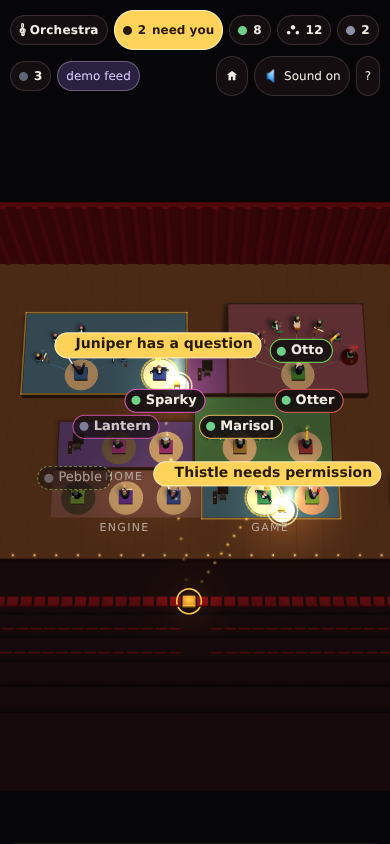 Orchestra
2 need you
8
12
2
3
demo feed
Sound on
?
Juniper has a question
Otto
Sparky
Otter
Lantern
Marisol
Pebble
HOME
Thistle needs permission
ENGINE
GAME